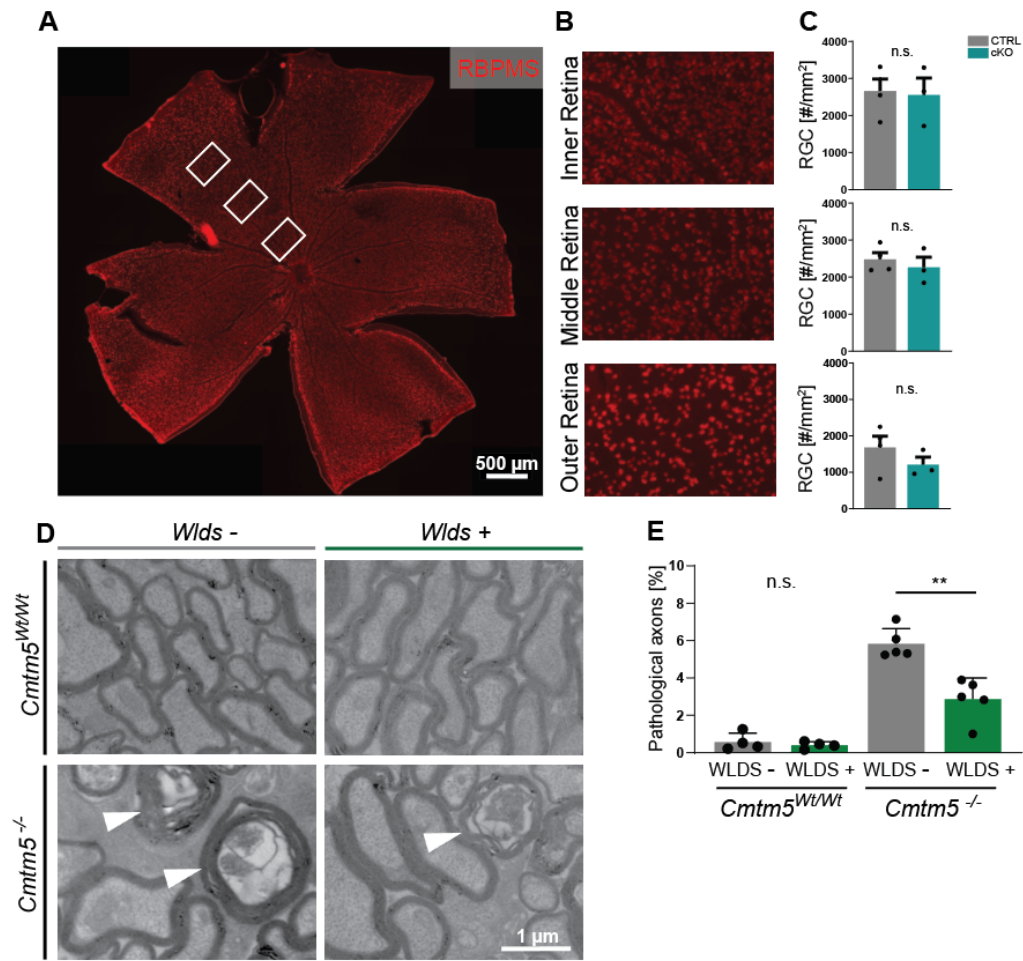 A
RBPMS
500 µm
B
Inner Retina
Middle Retina
Outer Retina
C
CTRL
cKO
n.s.
RGC [#/mm²]
4000
3000
2000
1000
0
n.s.
RGC [#/mm²]
4000
3000
2000
1000
0
n.s.
RGC [#/mm²]
4000
3000
2000
1000
0
D
Wlds -
Wlds +
Cmtm5 Wt/Wt
Cmtm5 -/-
1 µm
E
Pathological axons [%]
10
8
6
4
2
0
n.s.
**
WLDS - WLDS + WLDS - WLDS +
Cmtm5 Wt/Wt Cmtm5 -/-